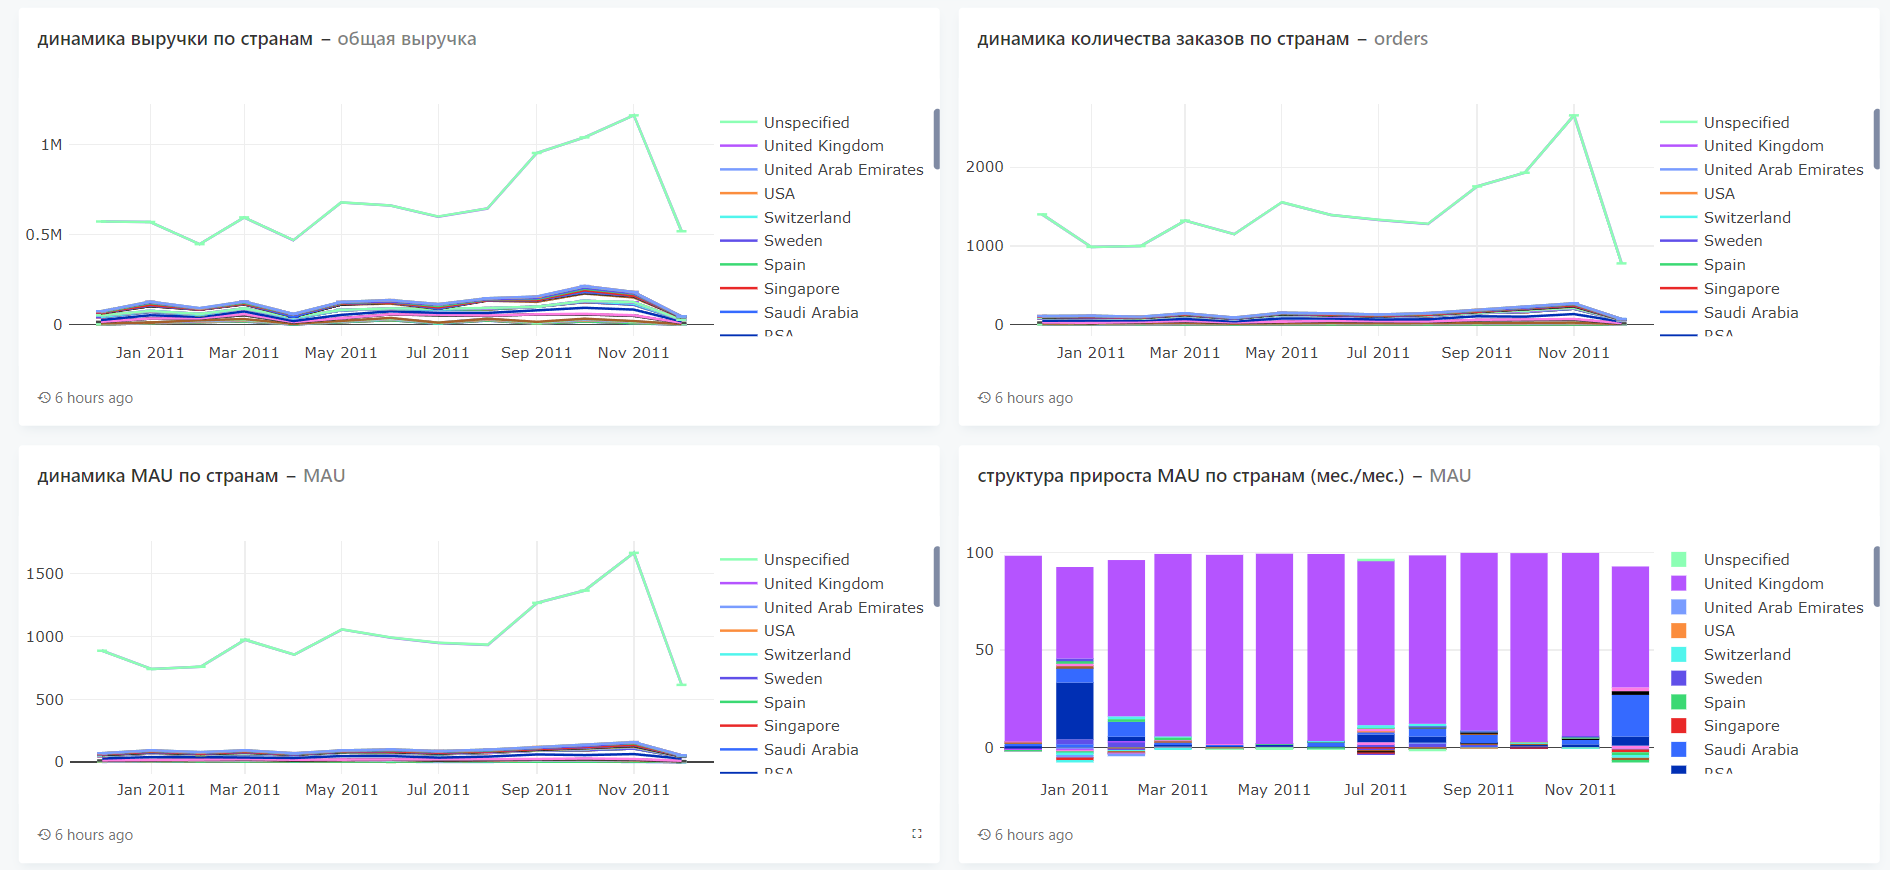 динамика выручки по странам – общая выручка
1M
0.5M
0
Jan 2011 Mar 2011 May 2011 Jul 2011 Sep 2011 Nov 2011
Unspecified
United Kingdom
United Arab Emirates
USA
Switzerland
Sweden
Spain
Singapore
Saudi Arabia
RSA
6 hours ago
динамика количества заказов по странам – orders
2000
1000
0
Jan 2011 Mar 2011 May 2011 Jul 2011 Sep 2011 Nov 2011
Unspecified
United Kingdom
United Arab Emirates
USA
Switzerland
Sweden
Spain
Singapore
Saudi Arabia
RSA
6 hours ago
динамика MAU по странам – MAU
1500
1000
500
0
Jan 2011 Mar 2011 May 2011 Jul 2011 Sep 2011 Nov 2011
Unspecified
United Kingdom
United Arab Emirates
USA
Switzerland
Sweden
Spain
Singapore
Saudi Arabia
RSA
6 hours ago
структура прироста MAU по странам (мес./мес.) – MAU
100
50
0
Jan 2011 Mar 2011 May 2011 Jul 2011 Sep 2011 Nov 2011
Unspecified
United Kingdom
United Arab Emirates
USA
Switzerland
Sweden
Spain
Singapore
Saudi Arabia
RSA
6 hours ago